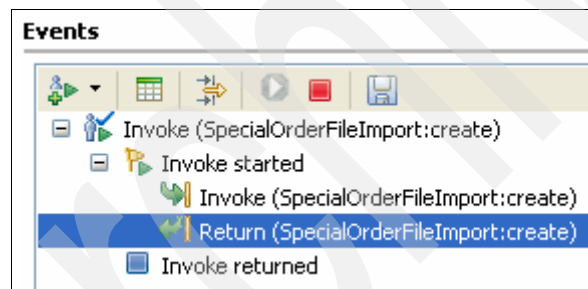 Events
Invoke (SpecialOrderFileImport:create)
Invoke started
Invoke (SpecialOrderFileImport:create)
Return (SpecialOrderFileImport:create)
Invoke returned